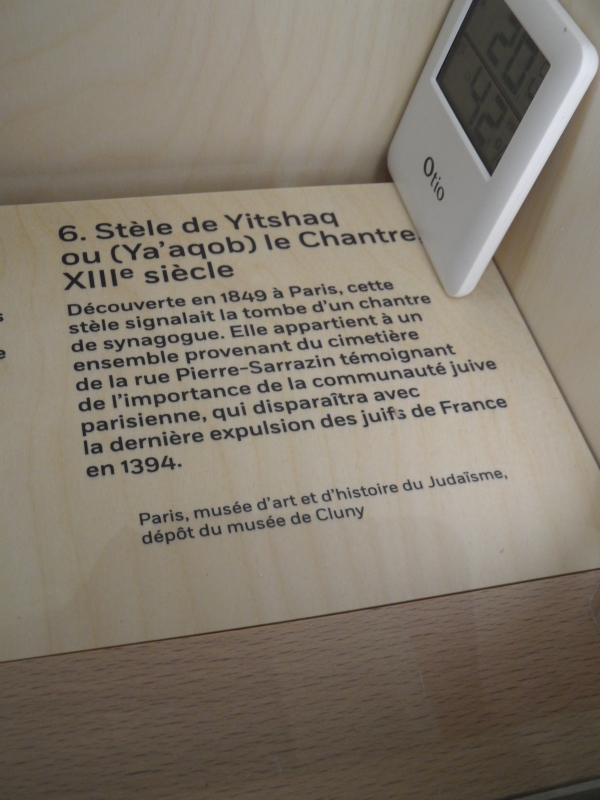 6. Stèle de Yitshaq
ou (Ya'aqob) le Chantre,
XIIIe siècle
Découverte en 1849 à Paris, cette
stèle signalait la tombe d'un chantre
de synagogue. Elle appartient à un
ensemble provenant du cimetière
de la rue Pierre-Sarrazin témoignant
de l'importance de la communauté juive
parisienne, qui disparaîtra avec
la dernière expulsion des juifs de France
en 1394.
Paris, musée d'art et d'histoire du Judaïsme,
dépôt du musée de Cluny
Otio